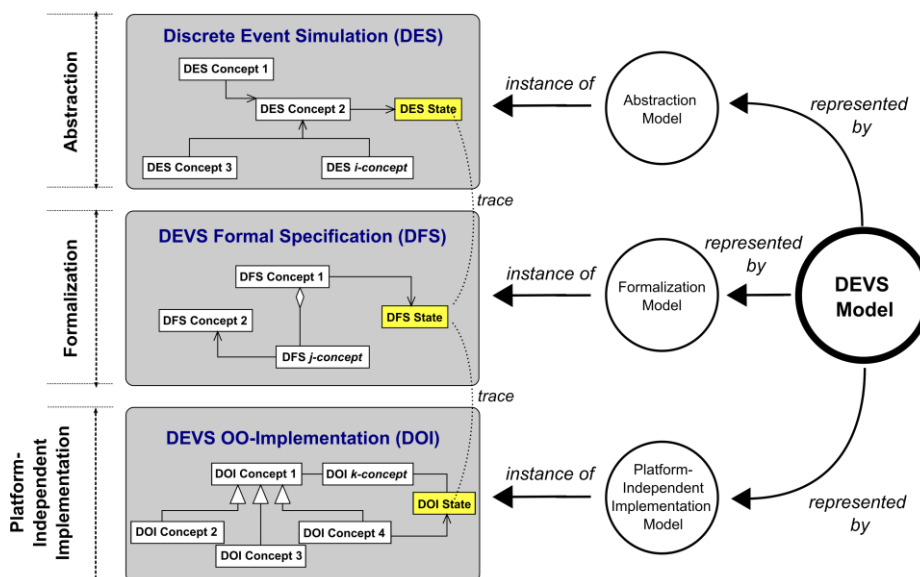 Abstraction
Discrete Event Simulation (DES)
DES Concept 1
DES Concept 2
DES State
DES Concept 3
DES i-concept
instance of
Abstraction
Model
represented
by
trace
Formalization
DEVS Formal Specification (DFS)
DFS Concept 1
DFS Concept 2
DFS State
DFS j-concept
instance of
Formalization
Model
represented
by
DEVS
Model
trace
Platform-
Independent
Implementation
DEVS OO-Implementation (DOI)
DOI Concept 1
DOI k-concept
DOI State
DOI Concept 2
DOI Concept 4
DOI Concept 3
instance of
Platform-
Independent
Implementation
Model
represented
by